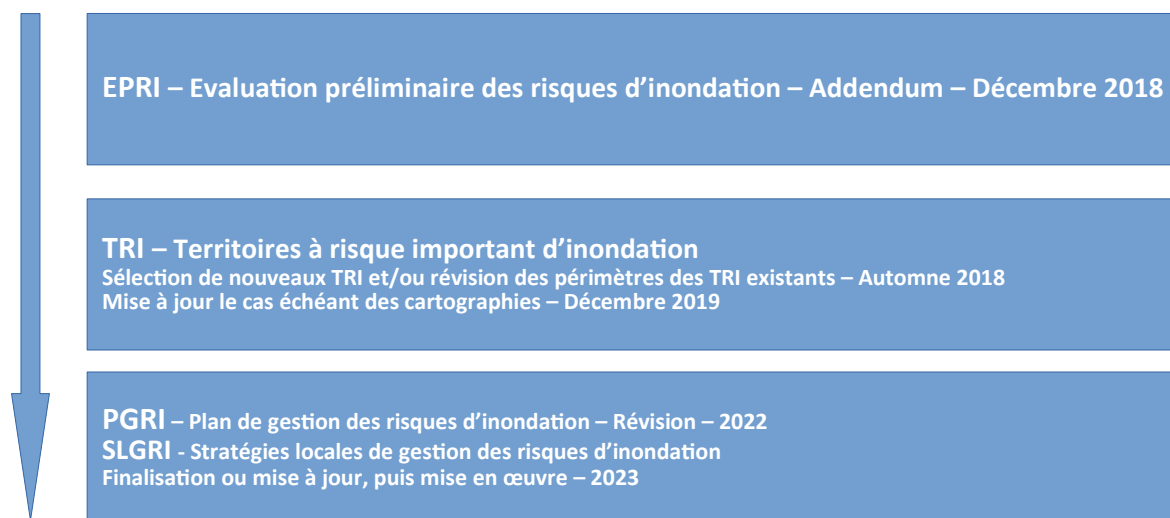 EPRI – Evaluation préliminaire des risques d'inondation – Addendum – Décembre 2018
TRI – Territoires à risque important d'inondation
Sélection de nouveaux TRI et/ou révision des périmètres des TRI existants – Automne 2018
Mise à jour le cas échéant des cartographies – Décembre 2019
PGRI – Plan de gestion des risques d'inondation – Révision – 2022
SLGRI - Stratégies locales de gestion des risques d'inondation
Finalisation ou mise à jour, puis mise en œuvre – 2023